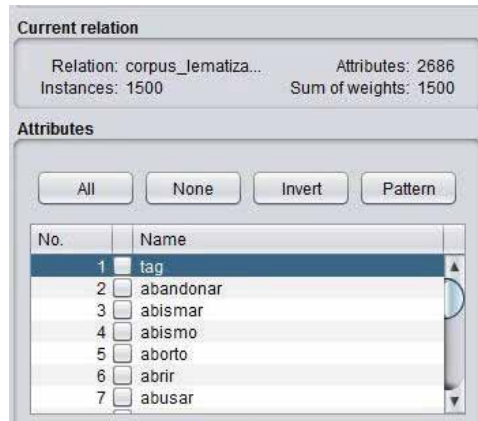 Current relation
Relation: corpus_lematiza... Attributes: 2686
Instances: 1500 Sum of weights: 1500
Attributes
All None Invert Pattern
No. Name
1 tag
2 abandonar
3 abismar
4 abismo
5 aborto
6 abrir
7 abusar